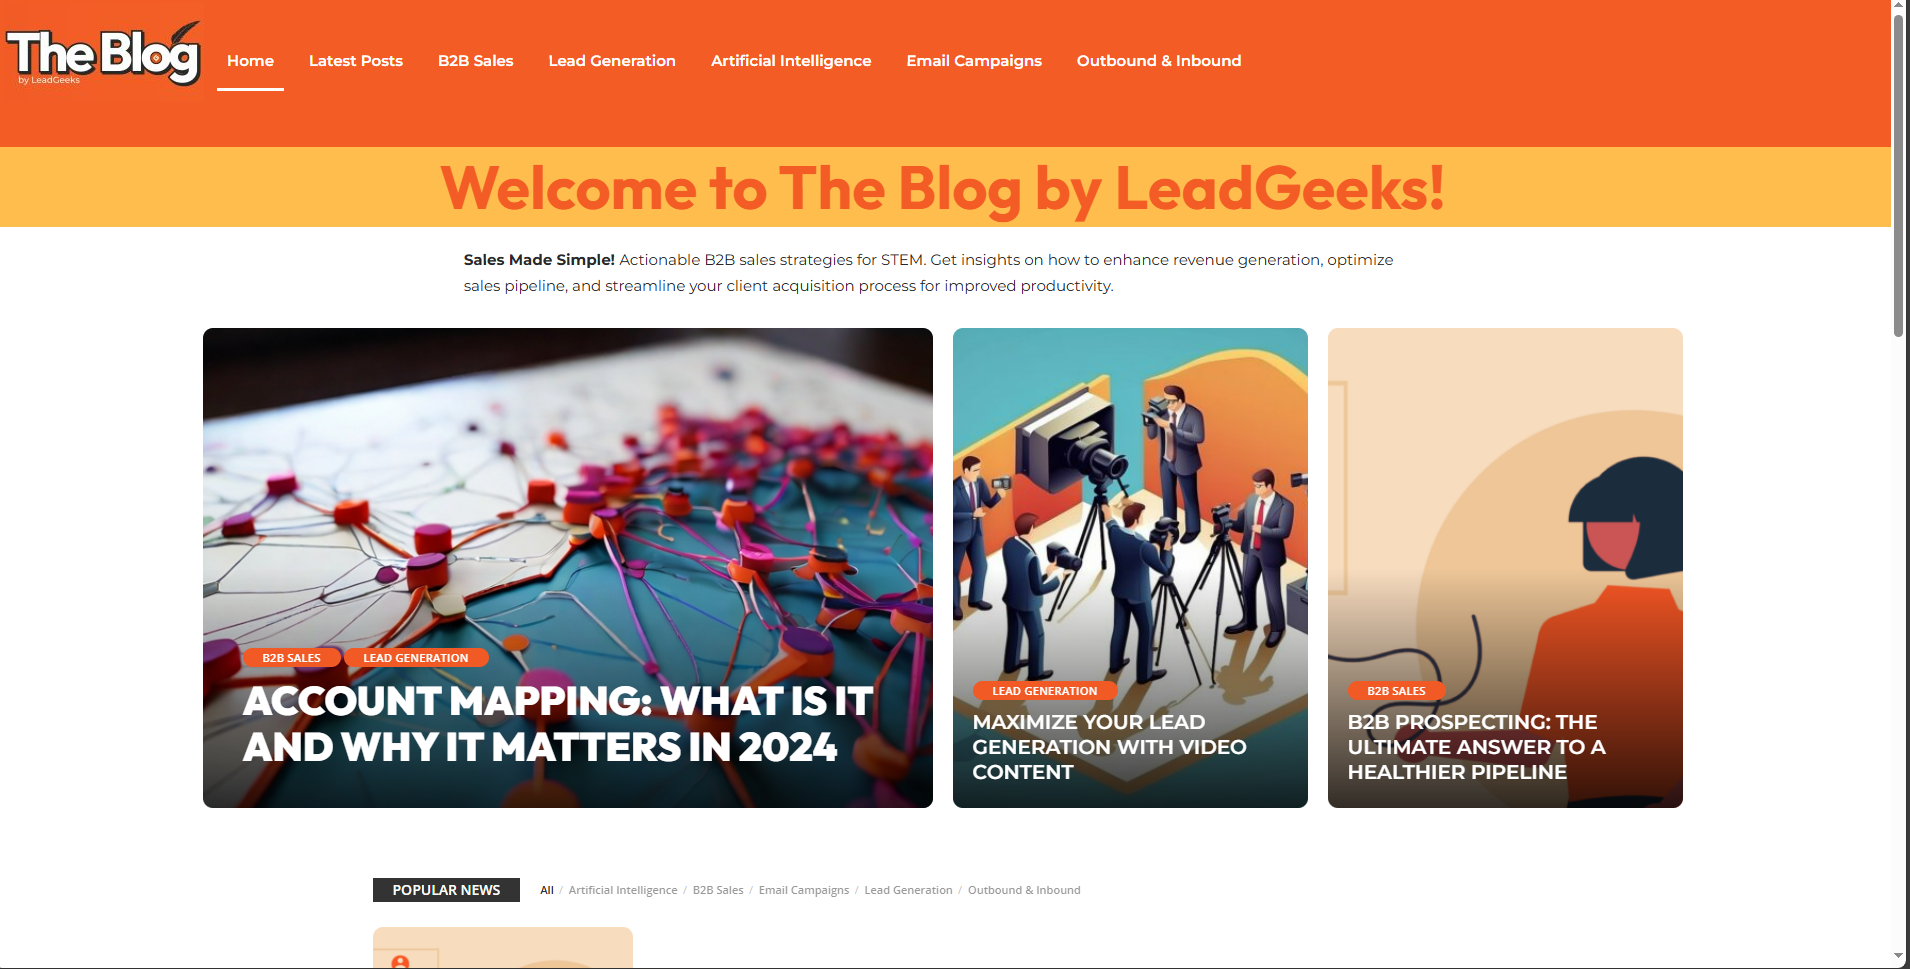 The Blog
by LeadGeeks
Home Latest Posts B2B Sales Lead Generation Artificial Intelligence Email Campaigns Outbound & Inbound
Welcome to The Blog by LeadGeeks!
Sales Made Simple! Actionable B2B sales strategies for STEM. Get insights on how to enhance revenue generation, optimize
sales pipeline, and streamline your client acquisition process for improved productivity.
B2B SALES LEAD GENERATION
ACCOUNT MAPPING: WHAT IS IT
AND WHY IT MATTERS IN 2024
LEAD GENERATION
MAXIMIZE YOUR LEAD
GENERATION WITH VIDEO
CONTENT
B2B SALES
B2B PROSPECTING: THE
ULTIMATE ANSWER TO A
HEALTHIER PIPELINE
POPULAR NEWS All / Artificial Intelligence / B2B Sales / Email Campaigns / Lead Generation / Outbound & Inbound